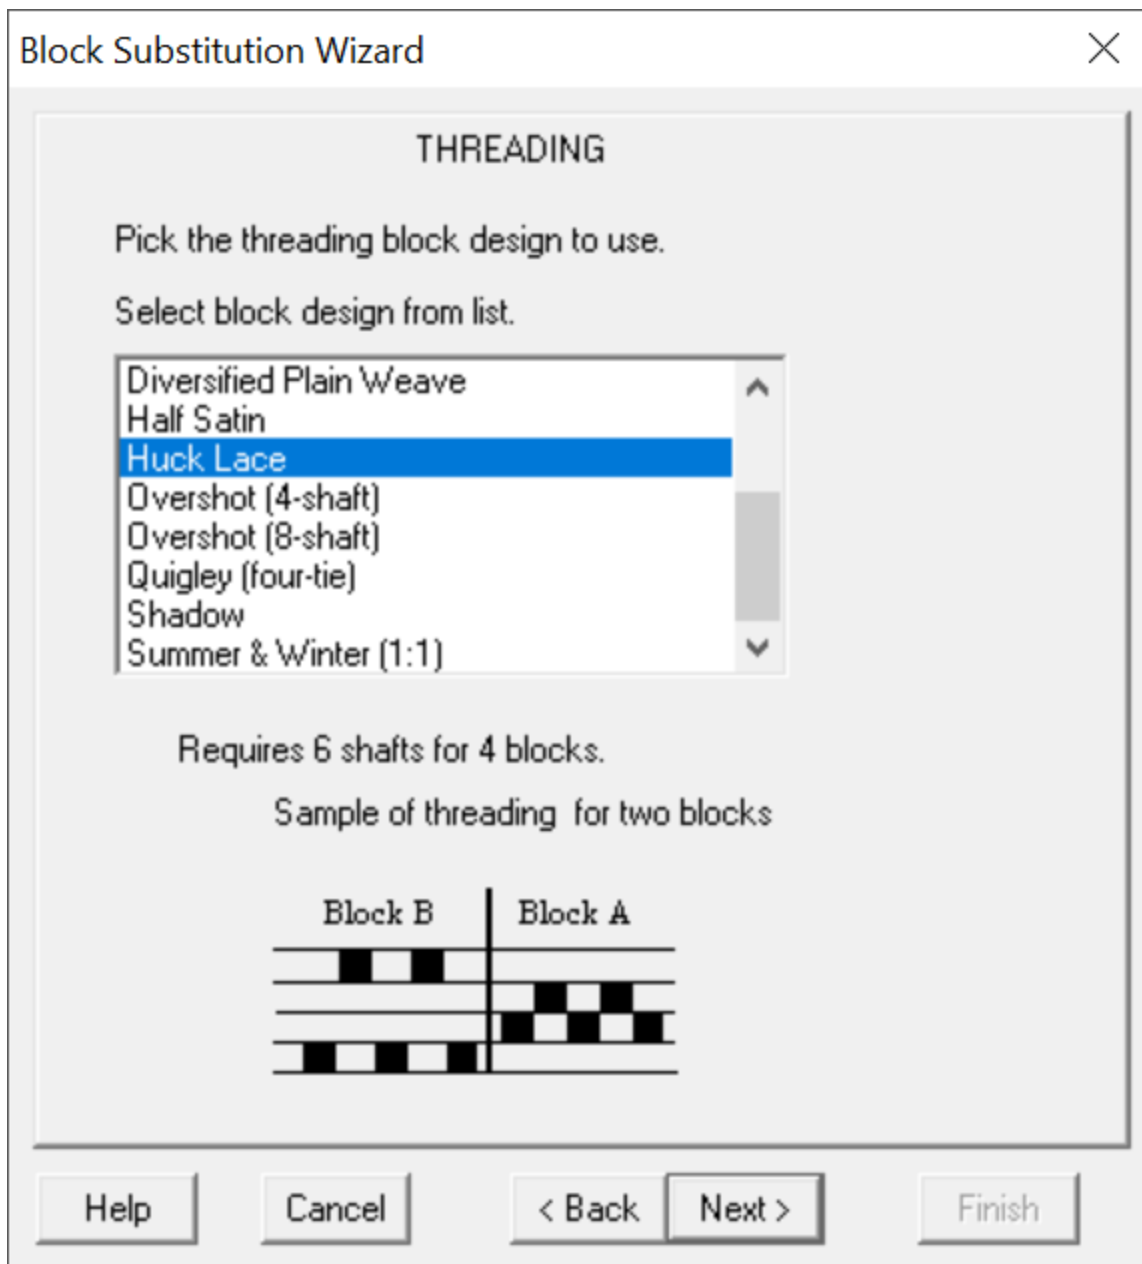 Block Substitution Wizard
THREADING
Pick the threading block design to use.
Select block design from list.
Diversified Plain Weave
Half Satin
Huck Lace
Overshot (4-shaft)
Overshot (8-shaft)
Quigley (four-tie)
Shadow
Summer & Winter (1:1)
Requires 6 shafts for 4 blocks.
Sample of threading  for two blocks
Block B Block A
Help Cancel < Back Next > Finish